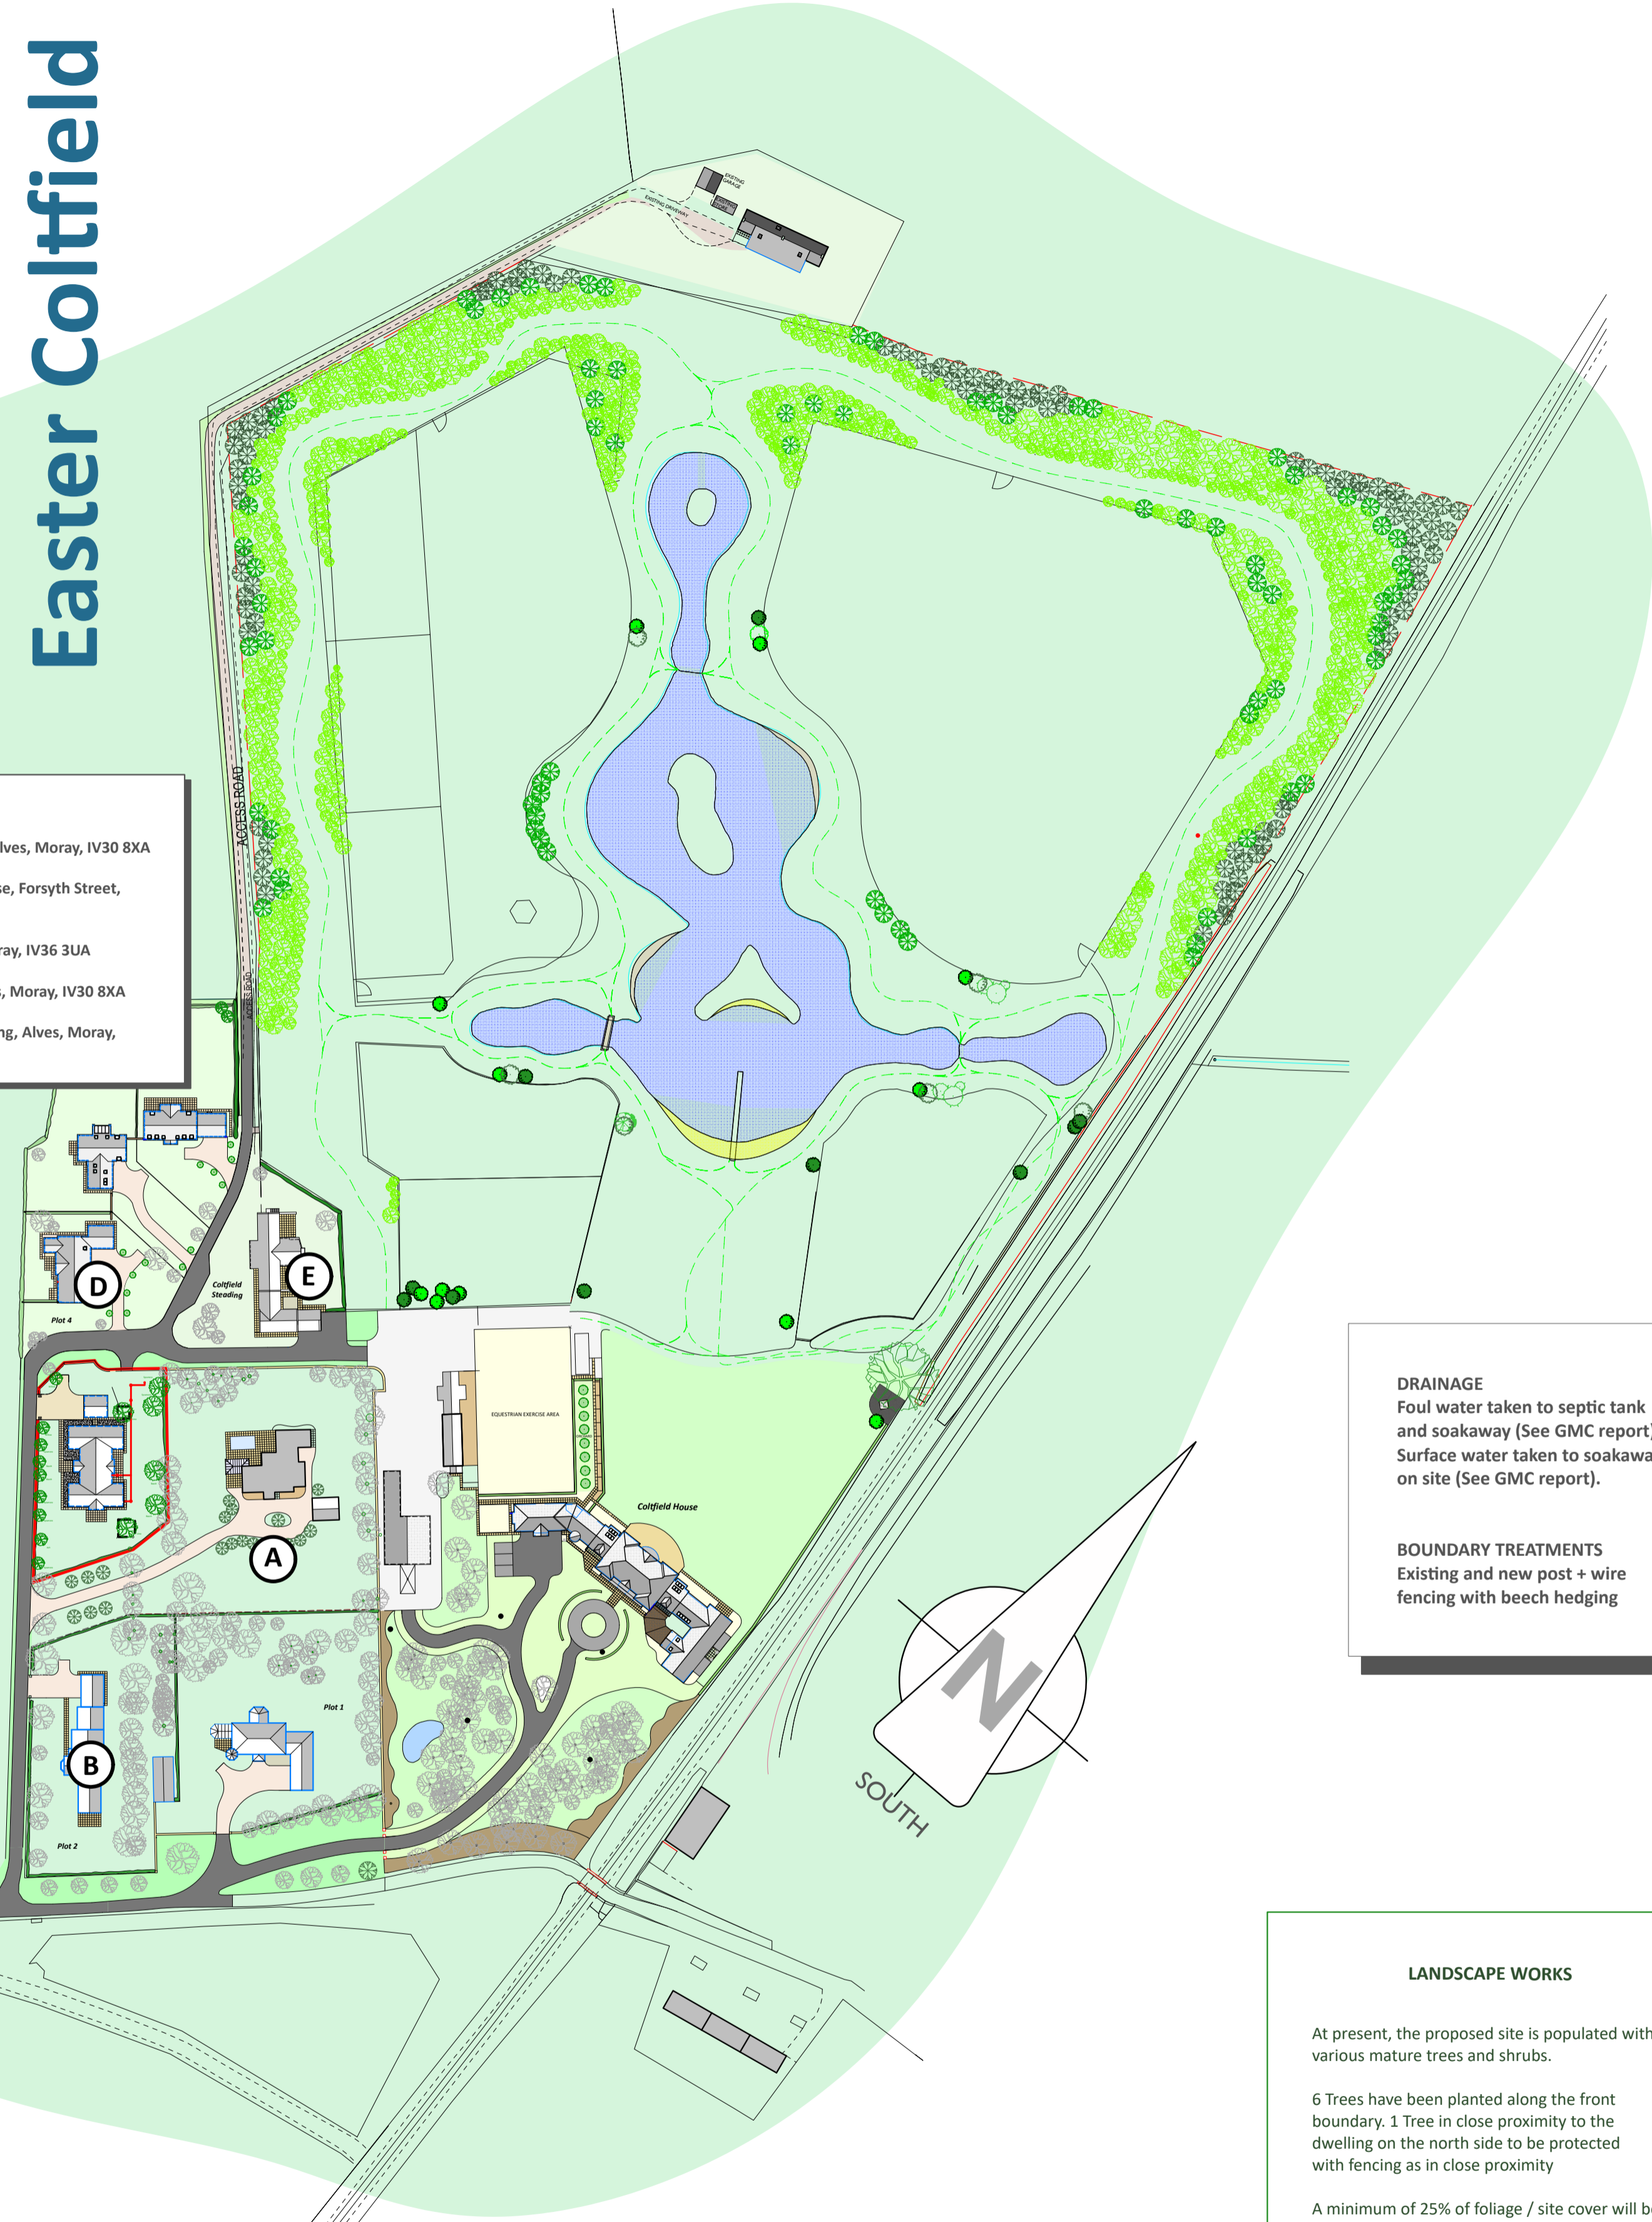 Easter Coltfield
EXISTING
GARAGE
EXISTING
STORE
EXISTING DRIVEWAY
ACCESS ROAD
ACCESS ROAD
lves, Moray, IV30 8XA
se, Forsyth Street,
ray, IV36 3UA
s, Moray, IV30 8XA
ng, Alves, Moray,
D
Plot 4
Coltfield
Steading
E
EQUESTRIAN EXERCISE AREA
A
Coltfield House
B
Plot 1
Plot 2
N
SOUTH
DRAINAGE
Foul water taken to septic tank
and soakaway (See GMC report)
Surface water taken to soakawa
on site (See GMC report).
BOUNDARY TREATMENTS
Existing and new post + wire
fencing with beech hedging
LANDSCAPE WORKS
At present, the proposed site is populated with
various mature trees and shrubs.
6 Trees have been planted along the front
boundary. 1 Tree in close proximity to the
dwelling on the north side to be protected
with fencing as in close proximity
A minimum of 25% of foliage / site cover will be